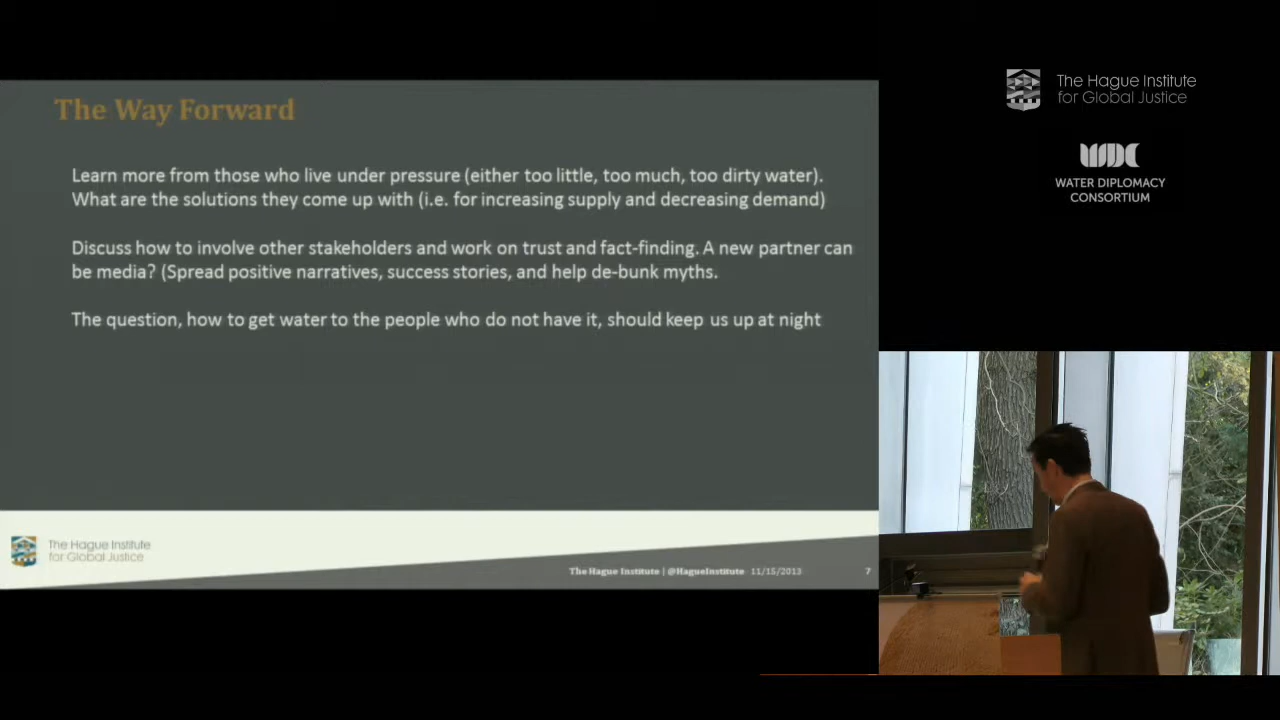 The Way Forward
Learn more from those who live under pressure (either too little, too much, too dirty water).
What are the solutions they come up with (i.e. for increasing supply and decreasing demand)
Discuss how to involve other stakeholders and work on trust and fact-finding. A new partner can
be media? (Spread positive narratives, success stories, and help de-bunk myths.
The question, how to get water to the people who do not have it, should keep us up at night
The Hague Institute
for Global Justice
The Hague Institute | @HagueInstitute 11/15/2013 7
The Hague Institute
for Global Justice
WDC
WATER DIPLOMACY
CONSORTIUM